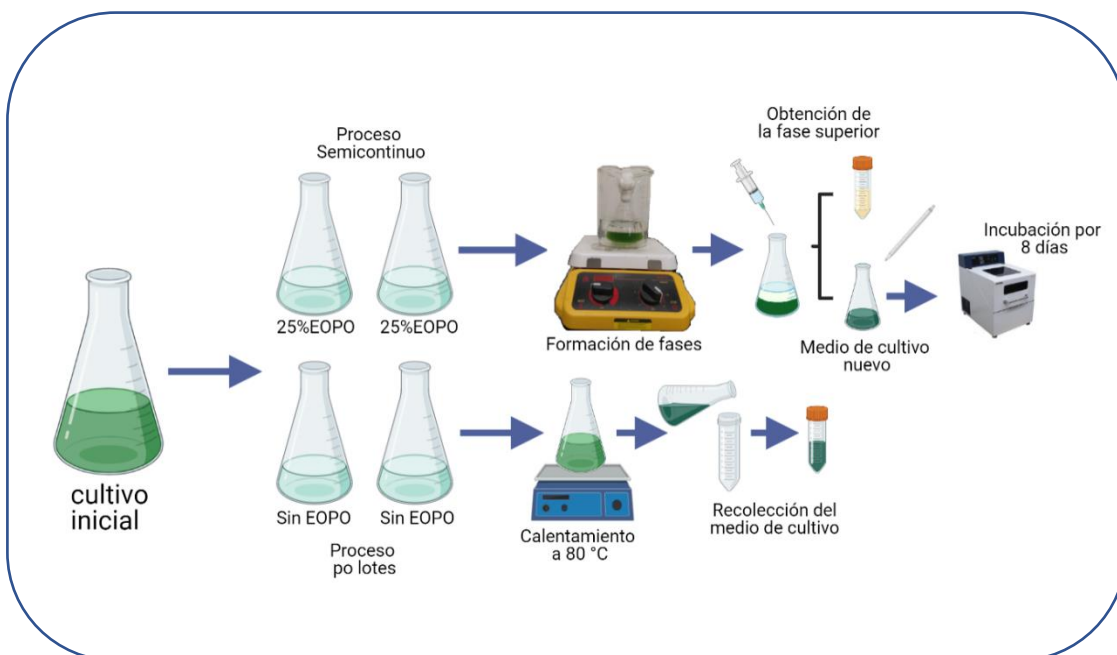 Proceso
Semicontinuo
25%EOPO
25%EOPO
Formación de fases
Obtención de
la fase superior
Medio de cultivo
nuevo
Incubación por
8 días
cultivo
inicial
Sin EOPO
Sin EOPO
Proceso
po lotes
Calentamiento
a 80 °C
Recolección del
medio de cultivo